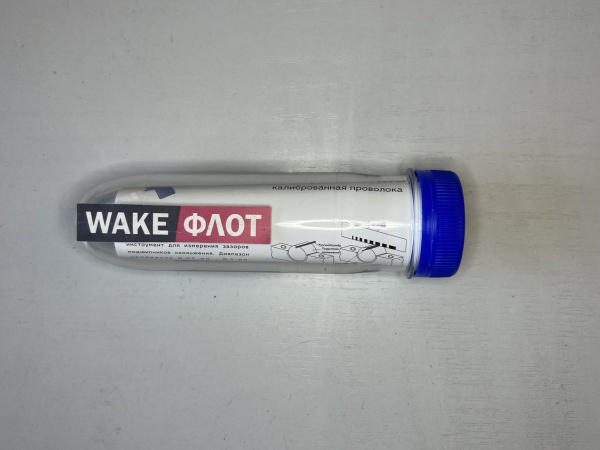 калиброванная проволока
WAKE ФЛОТ
инструмент для измерения зазоров
подшипников скольжения. Диапазон